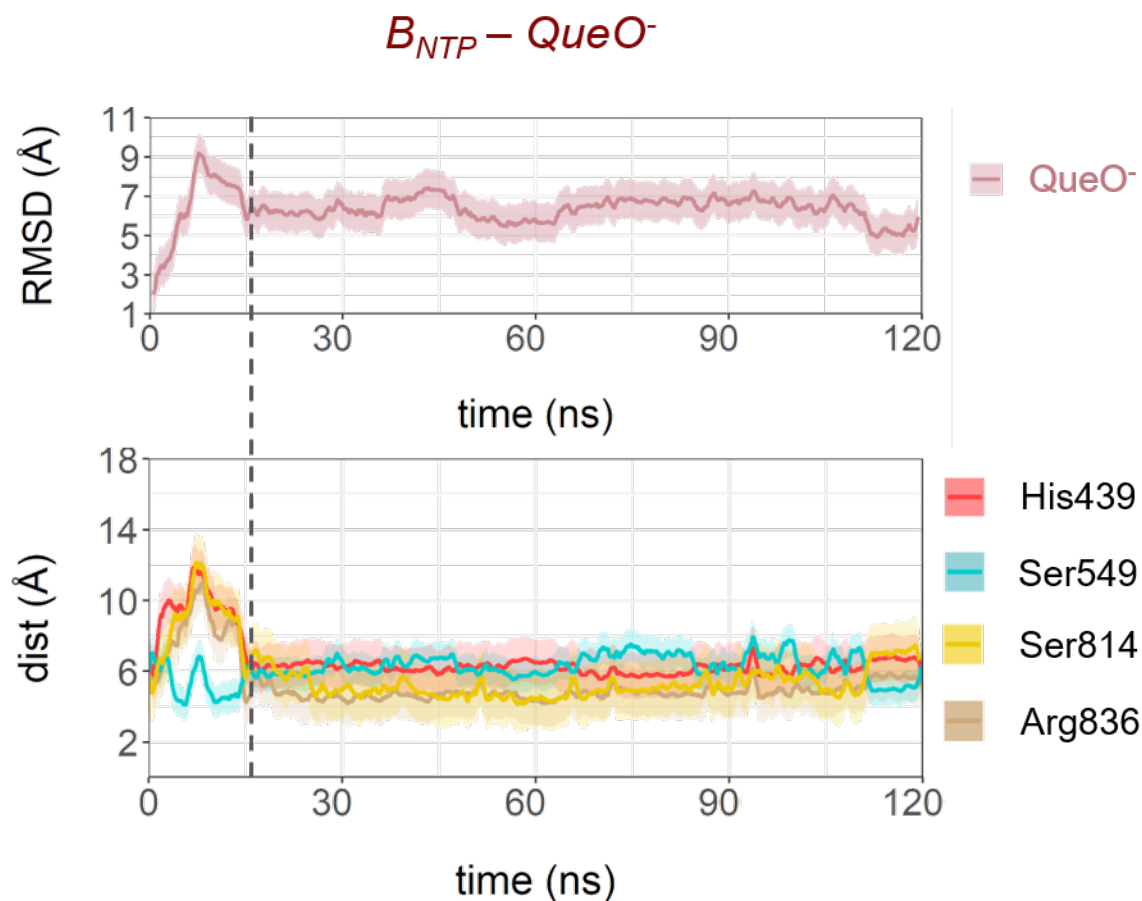 B_NTP – QueO⁻
11
9
7
5
3
1
RMSD (Å)
0 30 60 90 120
time (ns)
QueO⁻
18
14
10
6
2
dist (Å)
0 30 60 90 120
time (ns)
His439
Ser549
Ser814
Arg836